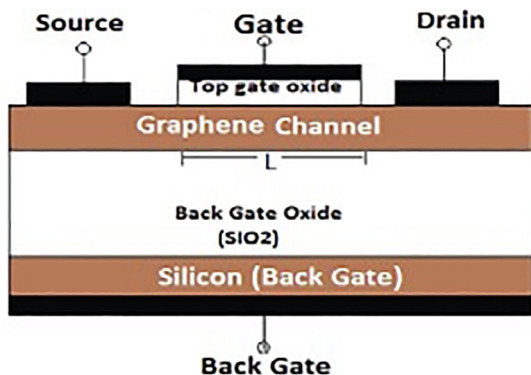 Source
Gate
Drain
Top gate oxide
Graphene Channel
L
Back Gate Oxide
(SIO2)
Silicon (Back Gate)
Back Gate